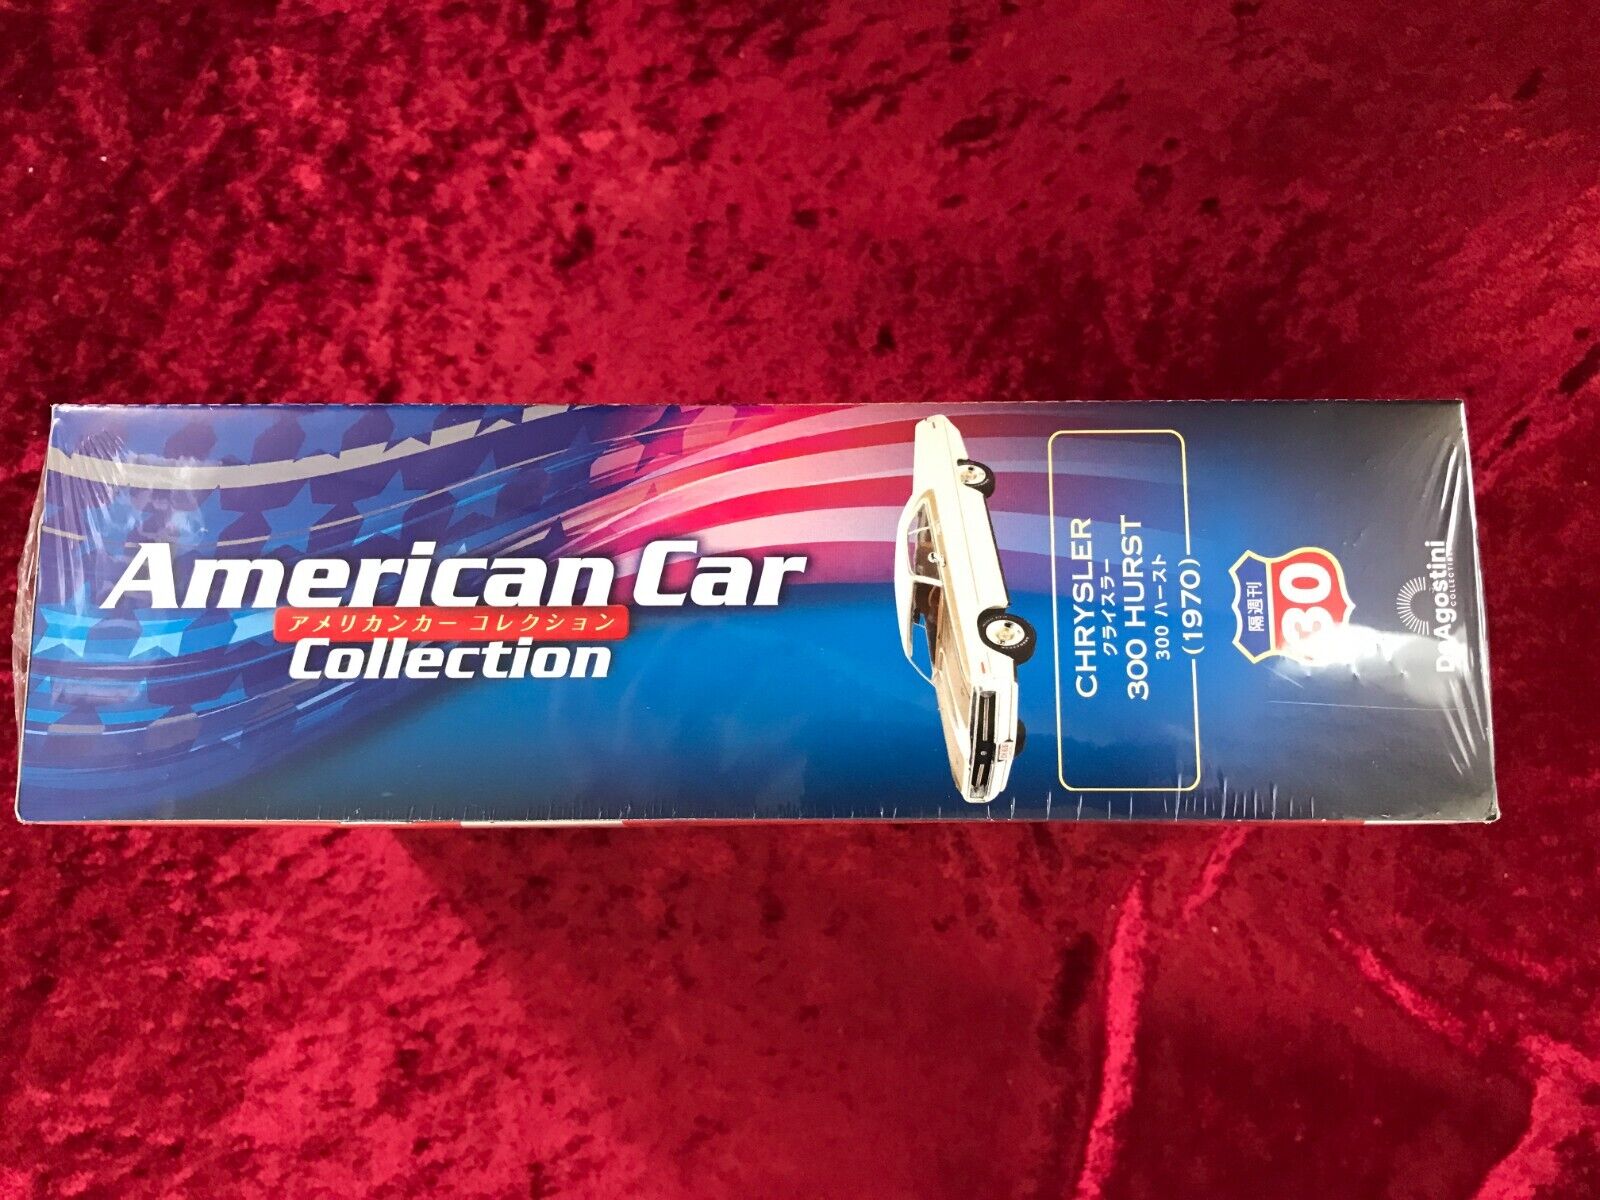 American Car
アメリカンカー コレクション
Collection
CHRYSLER
クライスラー
300 HURST
300 ハースト
(1970)
隔週刊
30
DeAgostini
COLLECTIBLES